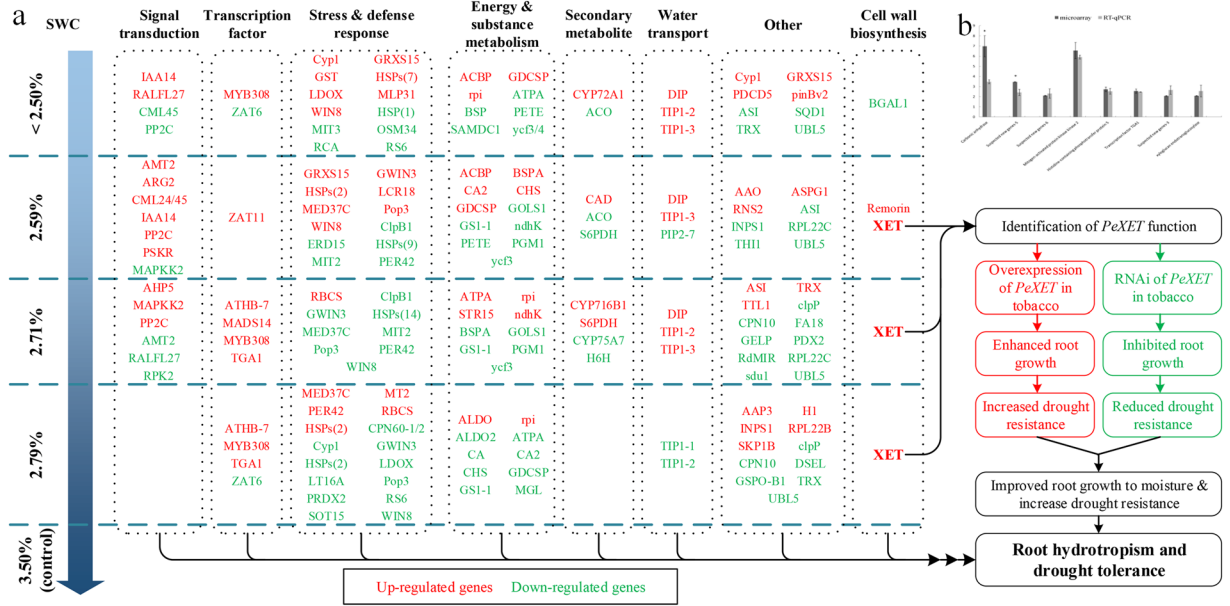 a
SWC
Signal transduction
Transcription factor
Stress & defense response
Energy & substance metabolism
Secondary metabolite
Water transport
Other
Cell wall biosynthesis
< 2.50%
IAA14
RALFL27
CML45
PP2C
MYB308
ZAT6
Cyp1 GRXS15
GST HSPs(7)
LDOX MLP31
WIN8 HSP(1)
MIT3 OSM34
RCA RS6
ACBP GDCSP
rpi ATPA
BSP PETE
SAMDC1 ycf3/4
CYP72A1
ACO
DIP
TIP1-2
TIP1-3
Cyp1 GRXS15
PDCD5 pinBv2
ASI SQD1
TRX UBL5
BGAL1
2.59%
AMT2
ARG2
CML24/45
IAA14
PP2C
PSKR
MAPKK2
ZAT11
GRXS15 GWIN3
HSPs(2) LCR18
MED37C Pop3
WIN8 ClpB1
ERD15 HSPs(9)
MIT2 PER42
ACBP BSPA
CA2 CHS
GDCSP GOLS1
GS1-1 ndhK
PETE PGM1
ycf3
CAD
ACO
S6PDH
DIP
TIP1-3
PIP2-7
AAO ASPG1
RNS2 ASI
INPS1 RPL22C
THI1 UBL5
Remorin
XET
2.71%
AHP5
MAPKK2
PP2C
AMT2
RALFL27
RPK2
ATHB-7
MADS14
MYB308
TGA1
RBCS ClpB1
GWIN3 HSPs(14)
MED37C MIT2
Pop3 PER42
WIN8
ATPA rpi
STR15 ndhK
BSPA GOLS1
GS1-1 PGM1
ycf3
CYP716B1
S6PDH
CYP75A7
H6H
DIP
TIP1-2
TIP1-3
ASI TRX
TTL1 clpP
CPN10 FA18
GELP PDX2
RdMIR RPL22C
sdu1 UBL5
XET
2.79%
ATHB-7
MYB308
TGA1
ZAT6
MED37C MT2
PER42 RBCS
HSPs(2) CPN60-1/2
Cyp1 GWIN3
HSPs(2) LDOX
LT16A Pop3
PRDX2 RS6
SOT15 WIN8
ALDO rpi
ALDO2 ATPA
CA CA2
CHS GDCSP
GS1-1 MGL
TIP1-1
TIP1-2
AAP3 H1
INPS1 RPL22B
SKP1B clpP
CPN10 DSEL
GSPO-B1 TRX
UBL5
XET
3.50%
(control)
Up-regulated genes Down-regulated genes
b
microarray RT-qPCR
Identification of PeXET function
Overexpression
of PeXET in
tobacco
RNAi of PeXET
in tobacco
Enhanced root
growth
Inhibited root
growth
Increased drought
resistance
Reduced drought
resistance
Improved root growth to moisture &
increase drought resistance
Root hydrotropism and
drought tolerance